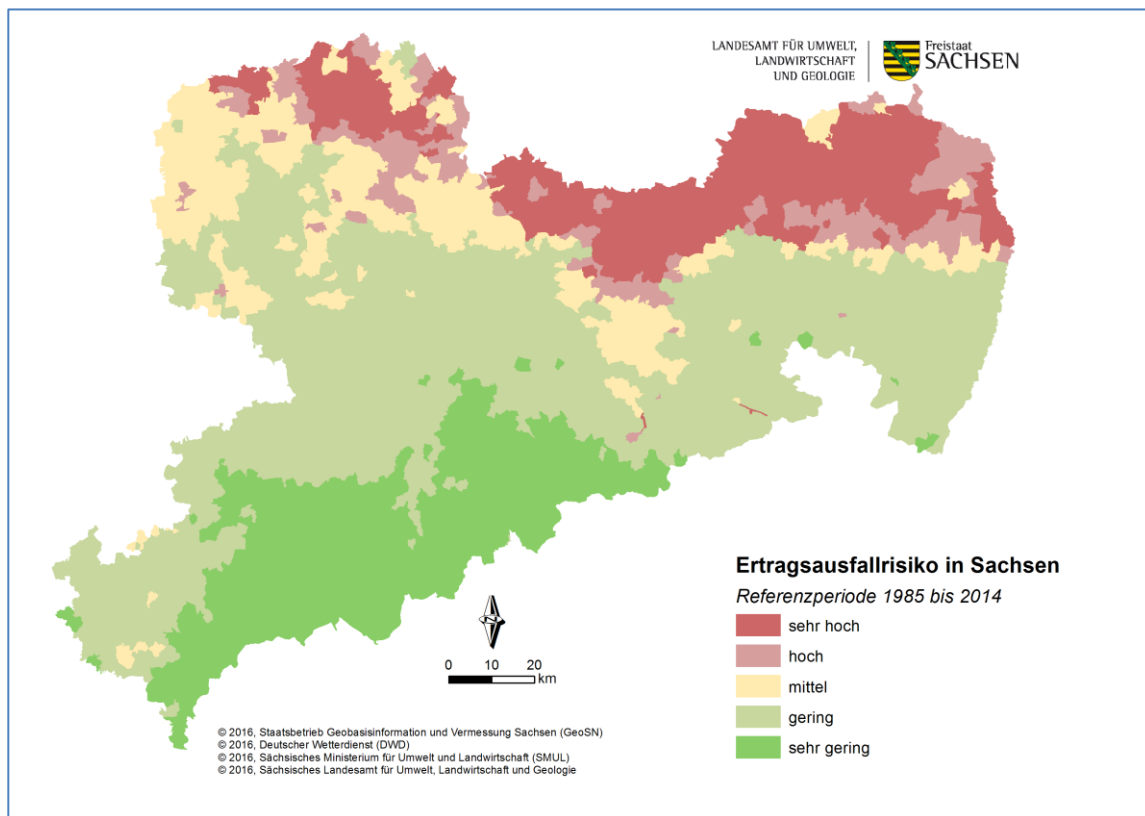 LANDESAMT FÜR UMWELT,
LANDWIRTSCHAFT
UND GEOLOGIE
Freistaat
SACHSEN
Ertragsausfallrisiko in Sachsen
Referenzperiode 1985 bis 2014
sehr hoch
hoch
mittel
gering
sehr gering
N
0 10 20
km
© 2016, Staatsbetrieb Geobasisinformation und Vermessung Sachsen (GeoSN)
© 2016, Deutscher Wetterdienst (DWD)
© 2016, Sächsisches Ministerium für Umwelt und Landwirtschaft (SMUL)
© 2016, Sächsisches Landesamt für Umwelt, Landwirtschaft und Geologie